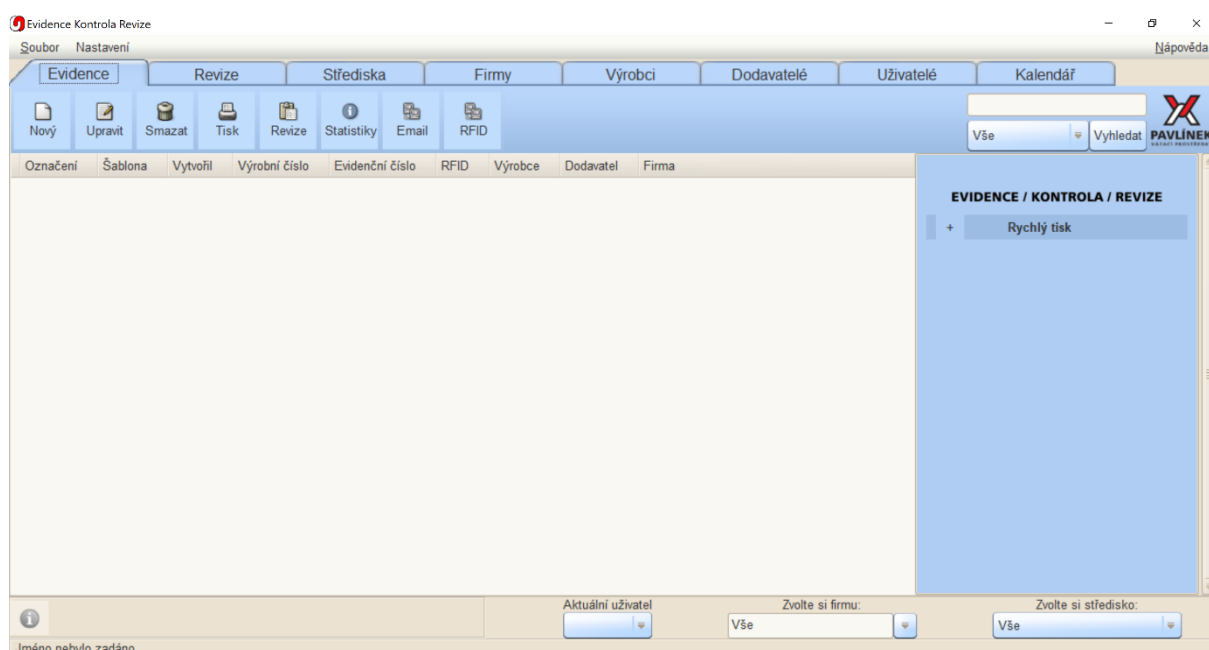 Evidence Kontrola Revize
Soubor Nastavení Nápověda
Evidence Revize Střediska Firmy Výrobci Dodavatelé Uživatelé Kalendář
Nový Upravit Smazat Tisk Revize Statistiky Email RFID
Vše Vyhledat
PAVLÍNEK
VÁZACÍ PROSTŘEDKY
Označení Šablona Vytvořil Výrobní číslo Evidenční číslo RFID Výrobce Dodavatel Firma
EVIDENCE / KONTROLA / REVIZE
+ Rychlý tisk
Aktuální uživatel Zvolte si firmu: Zvolte si středisko:
Vše Vše
Jméno nebylo zadáno